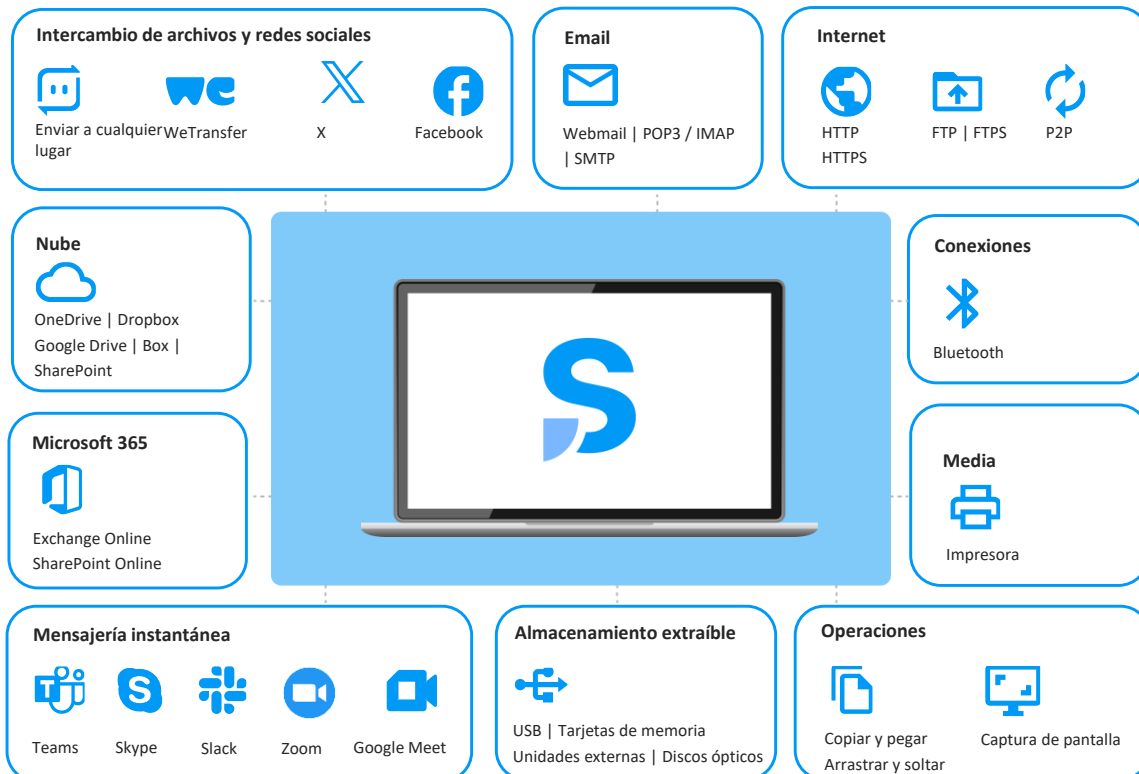 Intercambio de archivos y redes sociales
Enviar a cualquier
lugar
WeTransfer
X
Facebook
Email
Webmail | POP3 / IMAP
| SMTP
Internet
HTTP
HTTPS
FTP | FTPS
P2P
Nube
OneDrive | Dropbox
Google Drive | Box |
SharePoint
Conexiones
Bluetooth
Microsoft 365
Exchange Online
SharePoint Online
Media
Impresora
Mensajería instantánea
Teams
Skype
Slack
Zoom
Google Meet
Almacenamiento extraíble
USB | Tarjetas de memoria
Unidades externas | Discos ópticos
Operaciones
Copiar y pegar
Arrastrar y soltar
Captura de pantalla